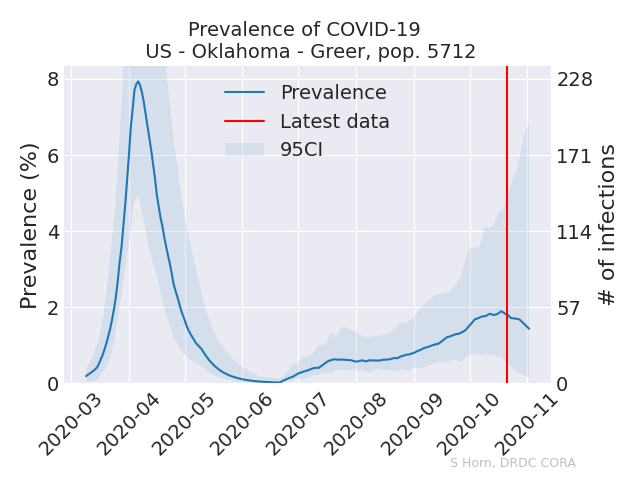 Prevalence of COVID-19
US - Oklahoma - Greer, pop. 5712
Prevalence
Latest data
95CI
Prevalence (%)
8
6
4
2
0
# of infections
228
171
114
57
0
2020-03
2020-04
2020-05
2020-06
2020-07
2020-08
2020-09
2020-10
2020-11
S Horn, DRDC CORA